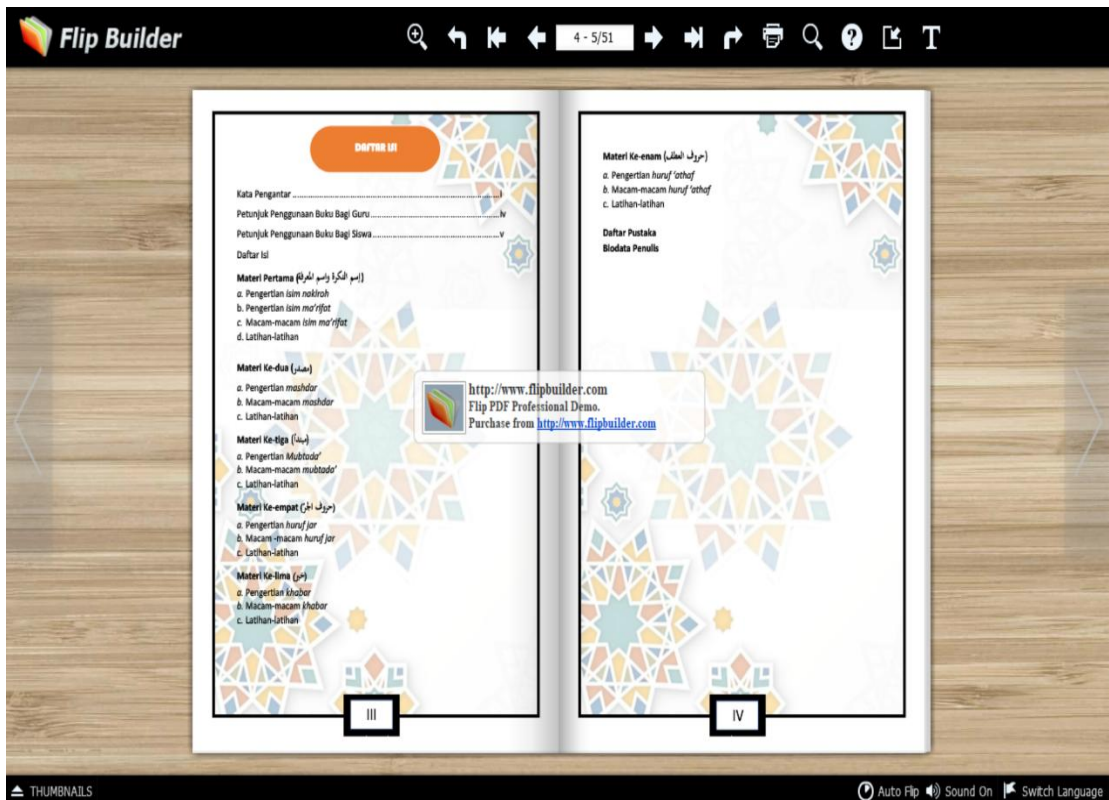 Flip Builder
4 - 5/51
T
DAFTAR ISI
Kata Pengantar ........................................ i
Petunjuk Penggunaan Buku Bagi Guru ........................................ iv
Petunjuk Penggunaan Buku Bagi Siswa ........................................ v
Daftar Isi
Materi Pertama (إسم النكرة واسم المعرفة)
a. Pengertian isim nakiroh
b. Pengertian isim ma'rifat
c. Macam-macam isim ma'rifat
d. Latihan-latihan
Materi Ke-dua (مصدر)
a. Pengertian mashdar
b. Macam-macam mashdar
c. Latihan-latihan
Materi Ke-tiga (مبتدأ)
a. Pengertian Mubtada'
b. Macam-macam mubtada'
c. Latihan-latihan
Materi Ke-empat (حروف الجرّ)
a. Pengertian huruf jar
b. Macam -macam huruf jar
c. Latihan-latihan
Materi Ke-lima (خبر)
a. Pengertian khabar
b. Macam-macam khabar
c. Latihan-latihan
III
Materi Ke-enam (حروف العطف)
a. Pengertian huruf 'athaf
b. Macam-macam huruf 'athaf
c. Latihan-latihan
Daftar Pustaka
Biodata Penulis
IV
http://www.flipbuilder.com
Flip PDF Professional Demo.
Purchase from http://www.flipbuilder.com
THUMBNAILS
Auto Flip Sound On Switch Language